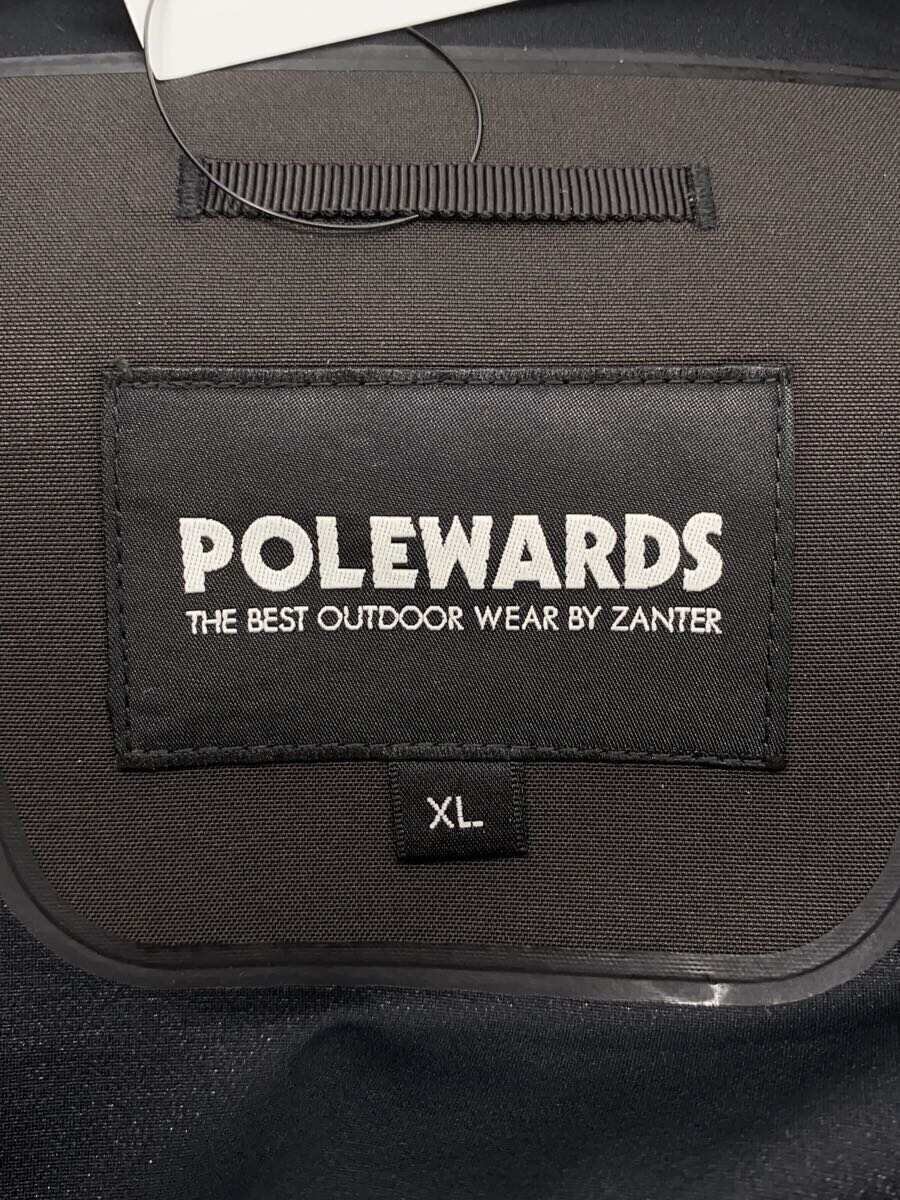 POLEWARDS
THE BEST OUTDOOR WEAR BY ZANTER
XL